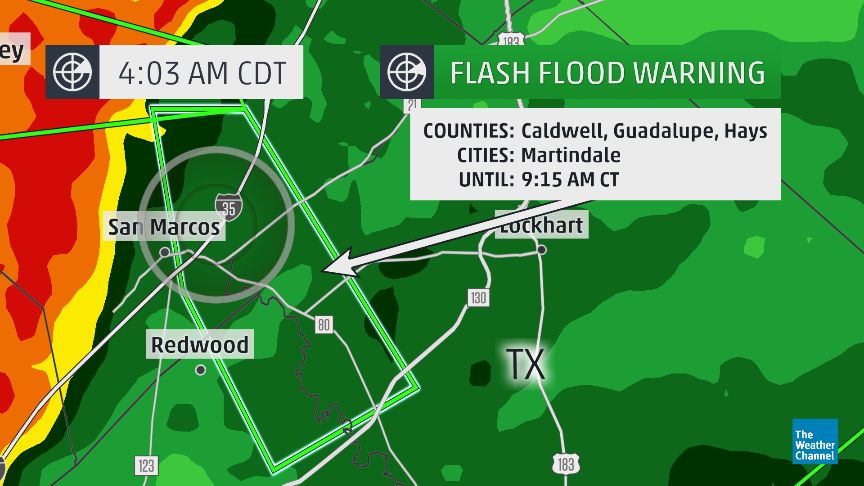 183
ey
4:03 AM CDT
FLASH FLOOD WARNING
21
COUNTIES: Caldwell, Guadalupe, Hays
CITIES: Martindale
UNTIL: 9:15 AM CT
35
San Marcos
Lockhart
130
80
Redwood
TX
The
Weather
Channel
123
183